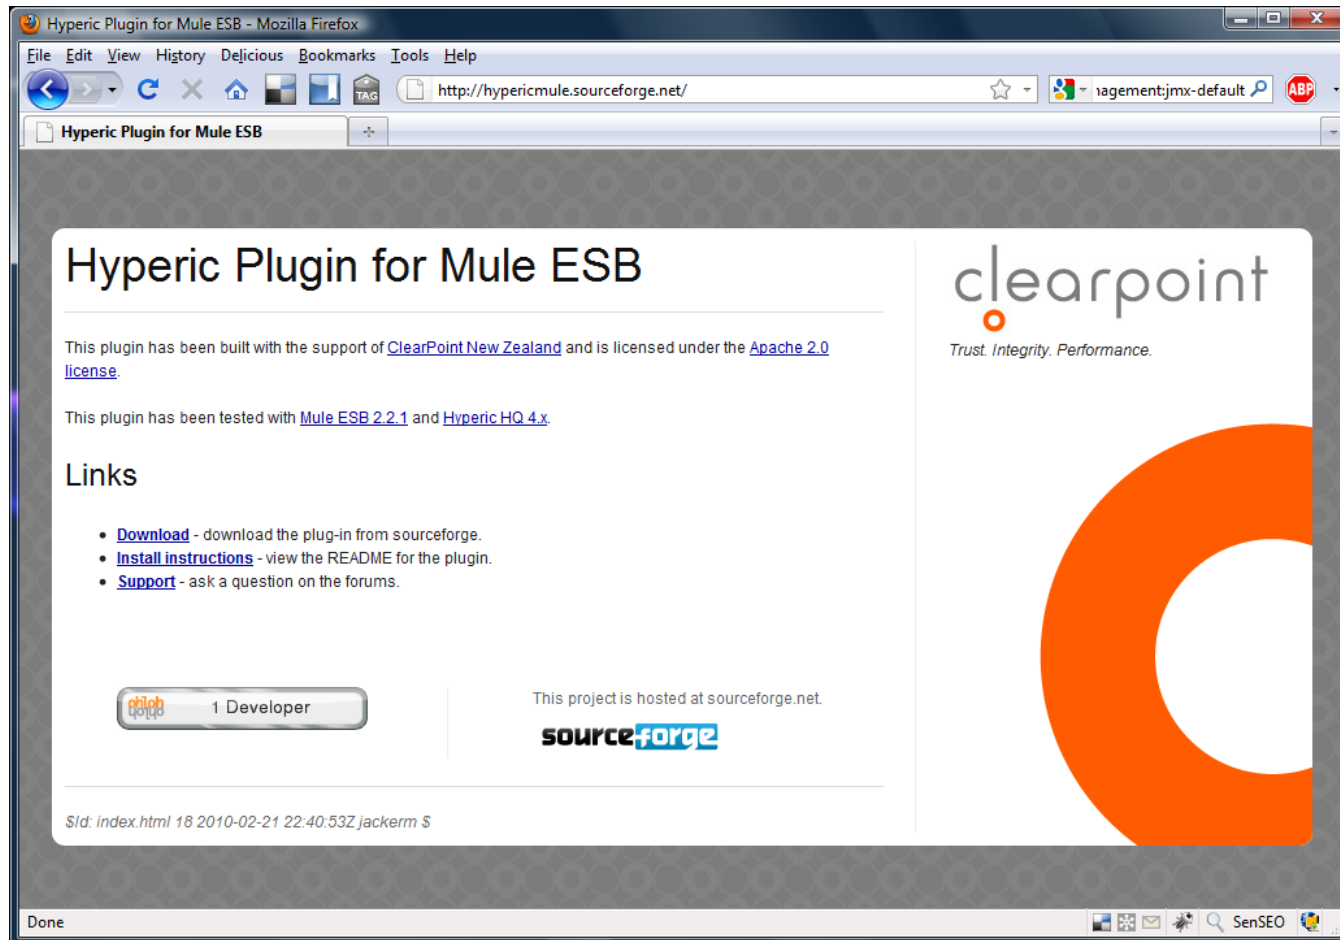 Hyperic Plugin for Mule ESB - Mozilla Firefox
File Edit View History Delicious Bookmarks Tools Help
TAG
http://hypericmule.sourceforge.net/
nagement:jmx-default
ABP
Hyperic Plugin for Mule ESB
Hyperic Plugin for Mule ESB
This plugin has been built with the support of ClearPoint New Zealand and is licensed under the Apache 2.0
license.
This plugin has been tested with Mule ESB 2.2.1 and Hyperic HQ 4.x.
Links
• Download - download the plug-in from sourceforge.
• Install instructions - view the README for the plugin.
• Support - ask a question on the forums.
ohloh
1 Developer
This project is hosted at sourceforge.net.
sourceforge
$Id: index.html 18 2010-02-21 22:40:53Z jackerm $
clearpoint
Trust. Integrity. Performance.
Done
SenSEO